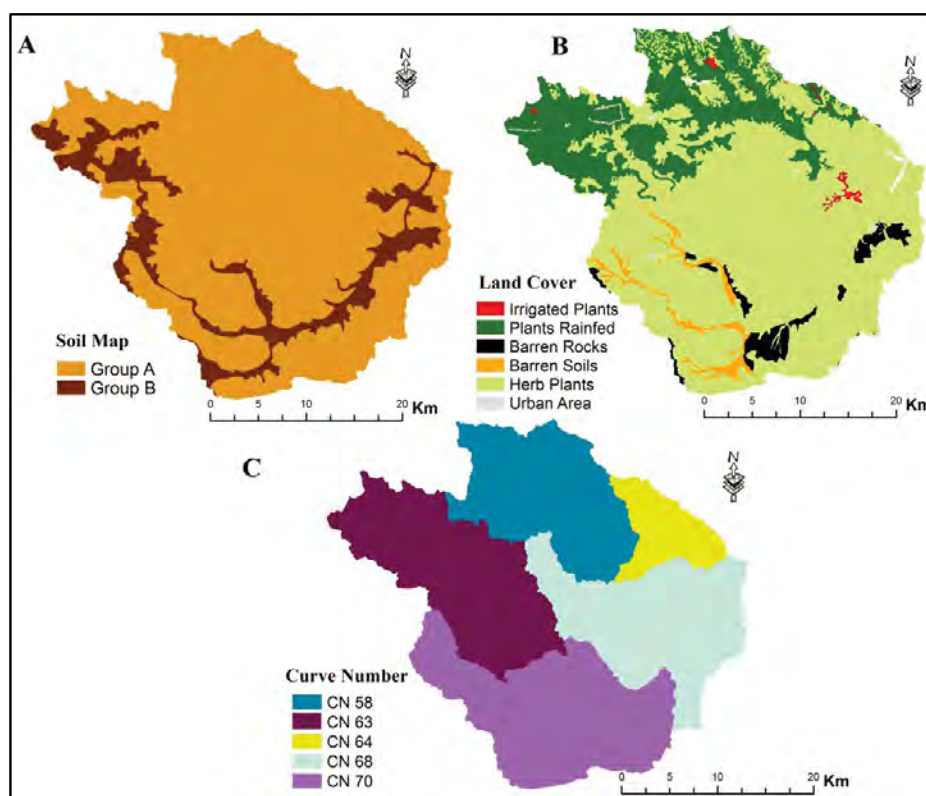 A
N
Soil Map
Group A
Group B
0 5 10 20 Km
B
N
Land Cover
Irrigated Plants
Plants Rainfed
Barren Rocks
Barren Soils
Herb Plants
Urban Area
0 5 10 20 Km
C
N
Curve Number
CN 58
CN 63
CN 64
CN 68
CN 70
0 5 10 20 Km